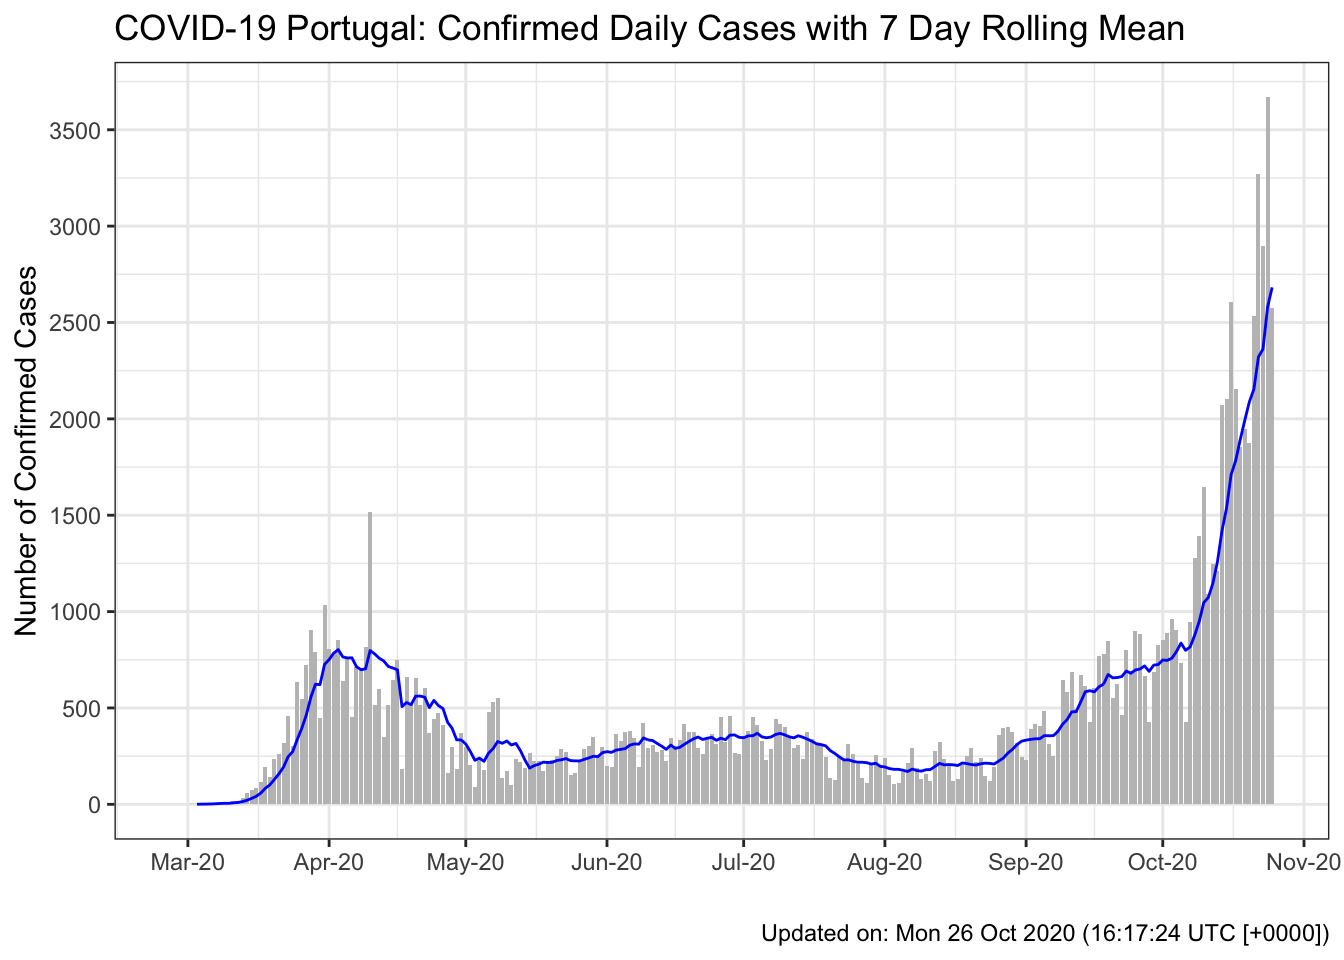 COVID-19 Portugal: Confirmed Daily Cases with 7 Day Rolling Mean
Number of Confirmed Cases
3500
3000
2500
2000
1500
1000
500
0
Mar-20 Apr-20 May-20 Jun-20 Jul-20 Aug-20 Sep-20 Oct-20 Nov-20
Updated on: Mon 26 Oct 2020 (16:17:24 UTC [+0000])